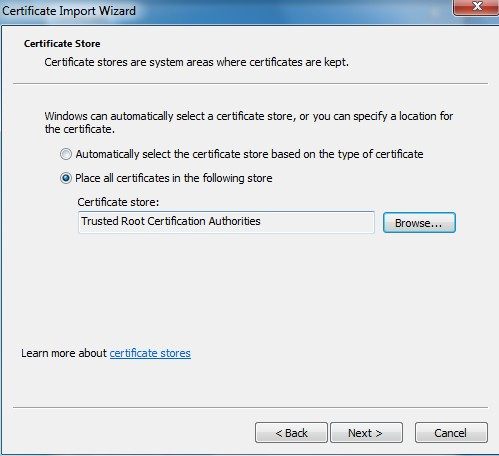 Certificate Import Wizard
Certificate Store
Certificate stores are system areas where certificates are kept.
Windows can automatically select a certificate store, or you can specify a location for
the certificate.
Automatically select the certificate store based on the type of certificate
Place all certificates in the following store
Certificate store:
Trusted Root Certification Authorities
Browse...
Learn more about certificate stores
< Back
Next >
Cancel